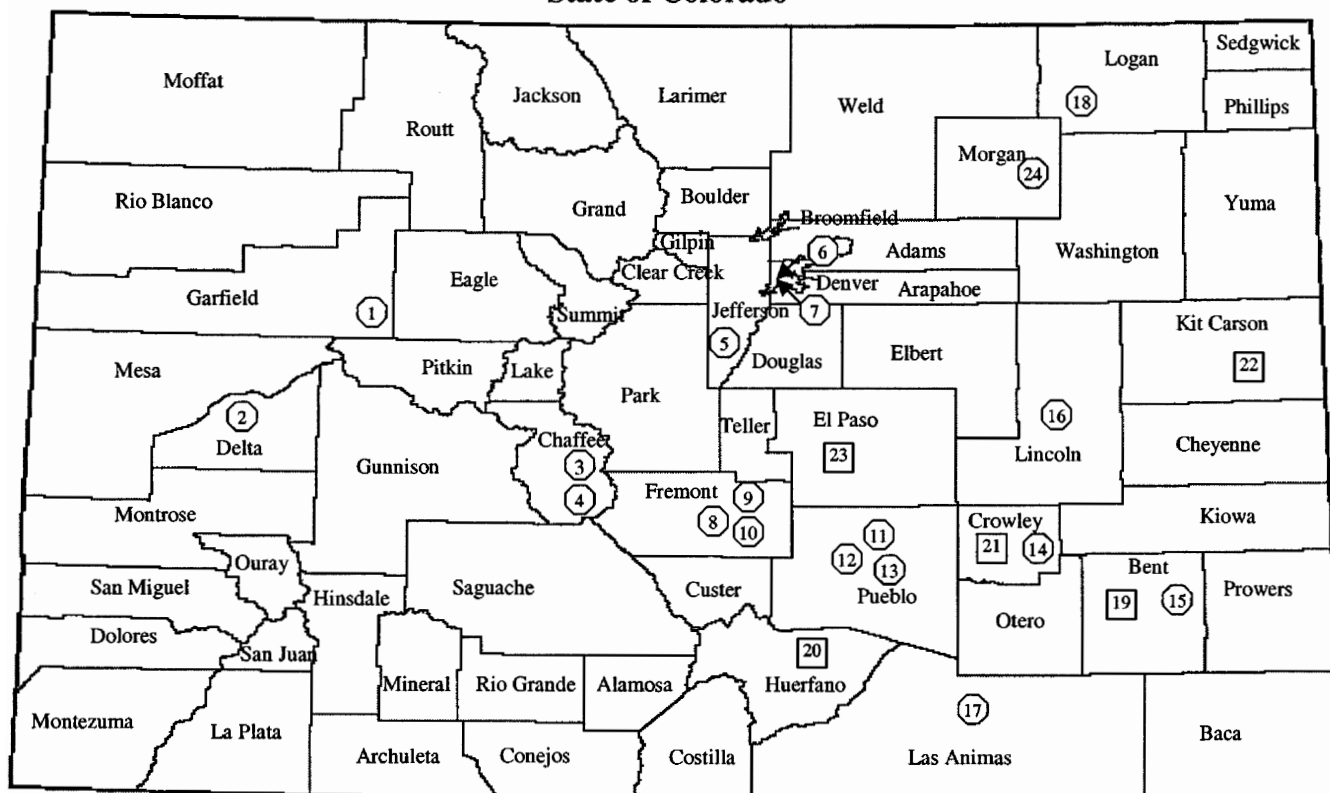 State of Colorado
Moffat
Routt
Jackson
Larimer
Weld
Logan
18
Sedgwick
Phillips
Morgan
24
Rio Blanco
Grand
Boulder
Broomfield
Gilpin
Clear Creek
6
Adams
Washington
Yuma
Garfield
1
Eagle
Summit
Jefferson
5
Denver
7
Arapahoe
Douglas
Elbert
Kit Carson
22
Mesa
2
Delta
Pitkin
Lake
Park
Teller
El Paso
23
16
Lincoln
Cheyenne
Gunnison
Chaffee
3
4
Fremont
8
9
10
Montrose
Ouray
11
12
13
Pueblo
Crowley
21
14
Kiowa
San Miguel
Hinsdale
Saguache
Custer
Otero
Bent
19
15
Prowers
Dolores
San Juan
Mineral
Rio Grande
Alamosa
20
Huerfano
Montezuma
La Plata
Archuleta
Conejos
Costilla
17
Las Animas
Baca